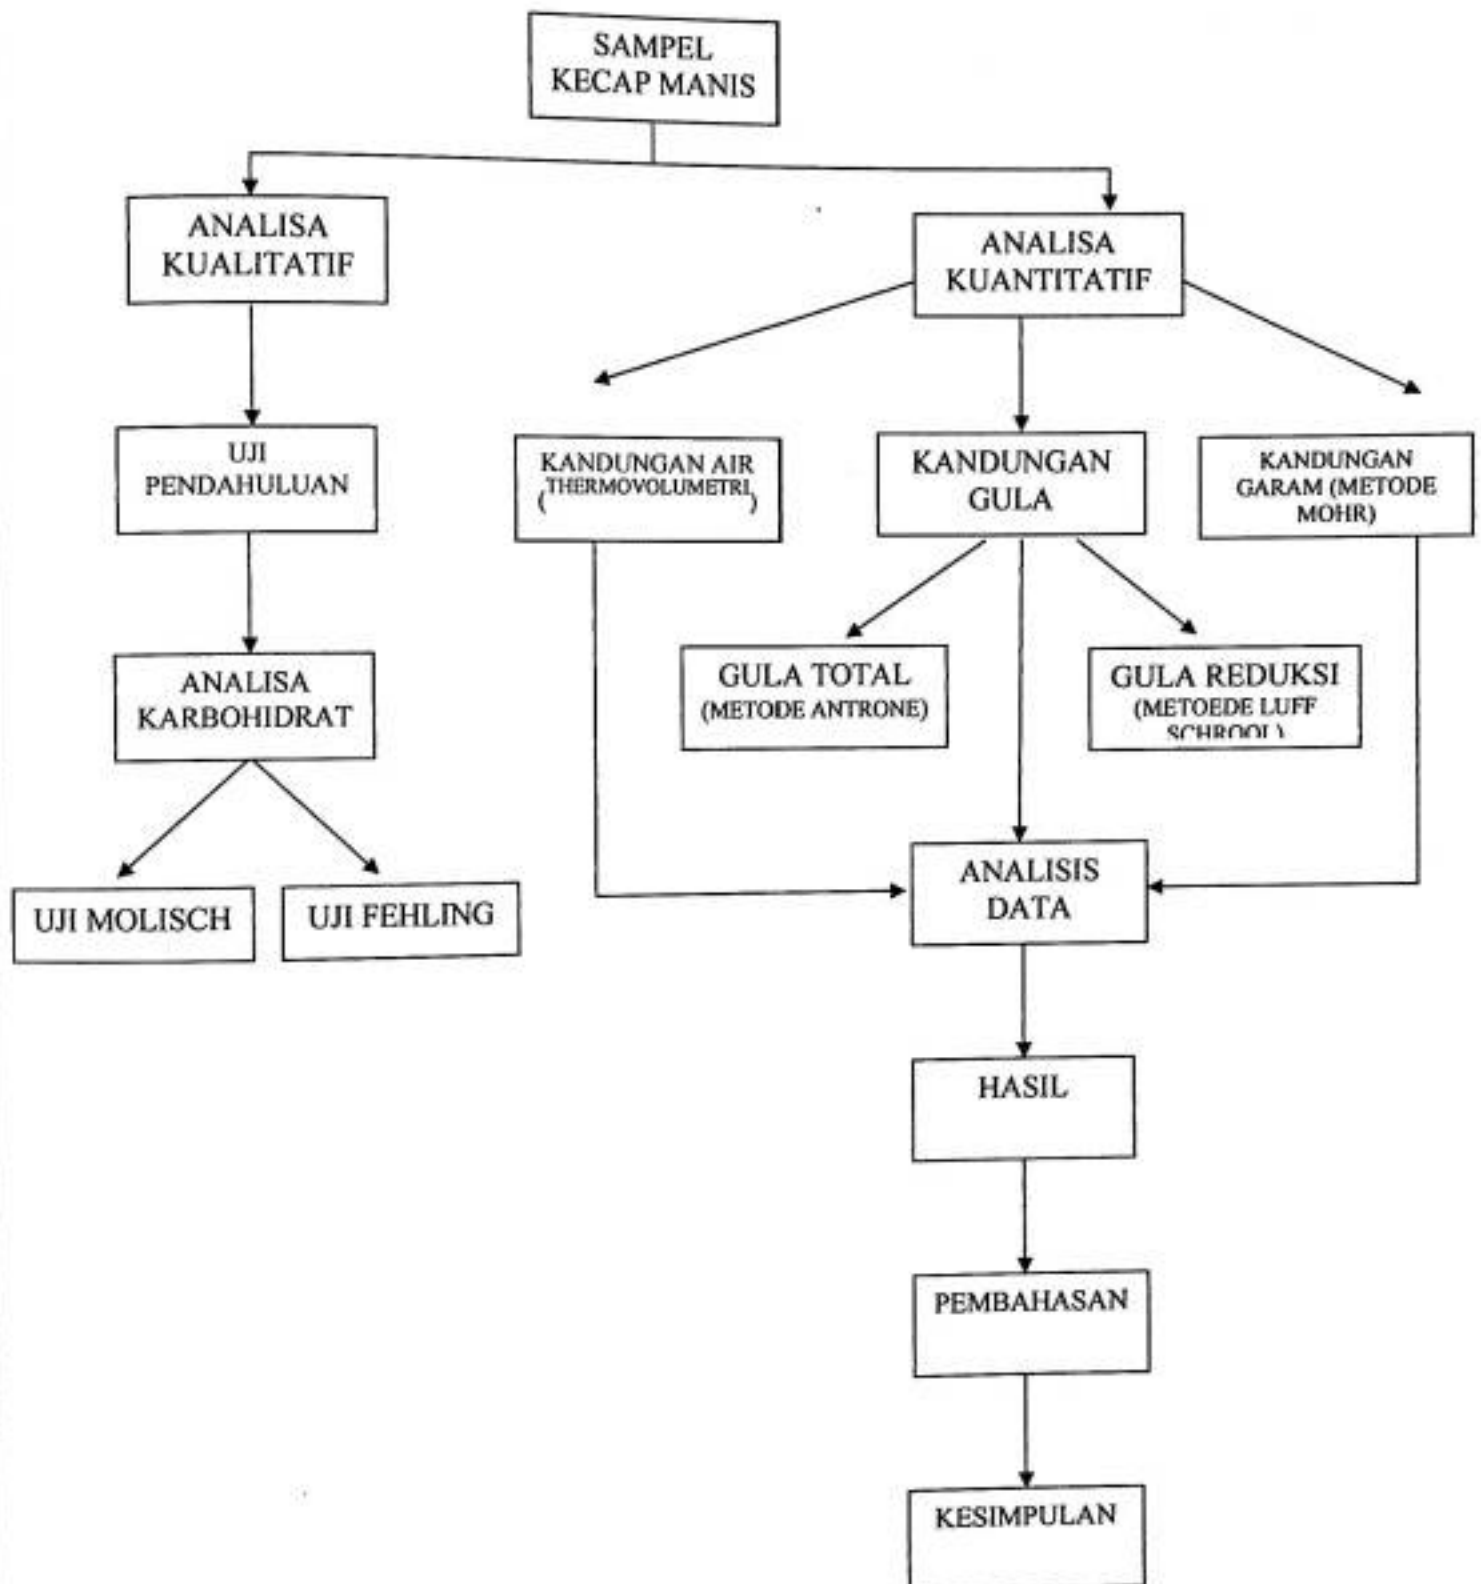 SAMPEL
KECAP MANIS
ANALISA
KUALITATIF
ANALISA
KUANTITATIF
UJI
PENDAHULUAN
KANDUNGAN AIR
(THERMOVOLUMETRI)
KANDUNGAN
GULA
KANDUNGAN
GARAM (METODE
MOHR)
ANALISA
KARBOHIDRAT
GULA TOTAL
(METODE ANTRONE)
GULA REDUKSI
(METOEDE LUFF
SCHROOL)
UJI MOLISCH
UJI FEHLING
ANALISIS
DATA
HASIL
PEMBAHASAN
KESIMPULAN